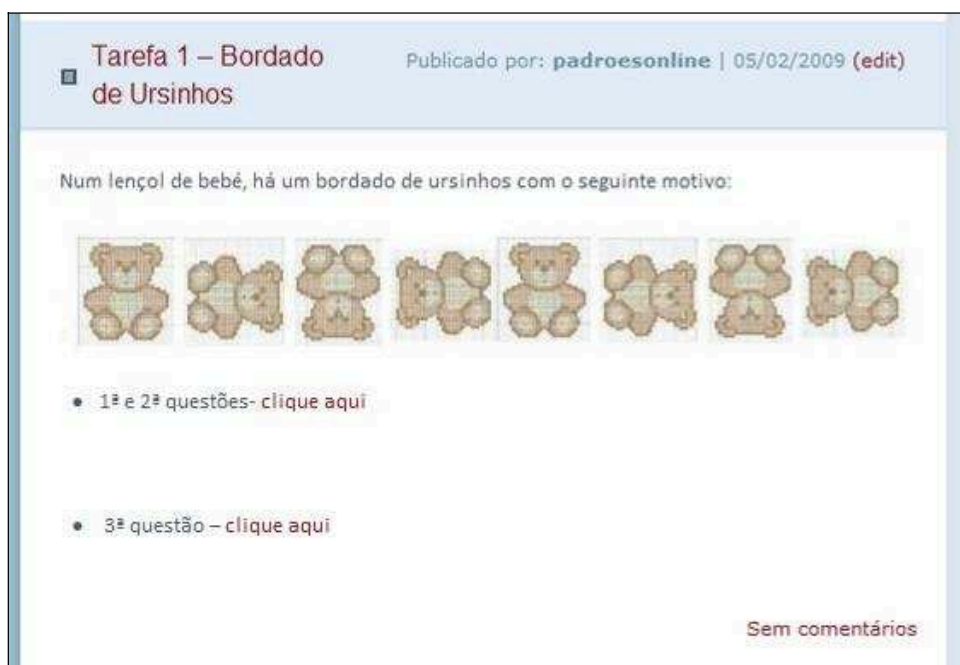 Tarefa 1 – Bordado
de Ursinhos
Publicado por: padroesonline | 05/02/2009 (edit)
Num lençol de bebé, há um bordado de ursinhos com o seguinte motivo:
• 1ª e 2ª questões- clique aqui
• 3ª questão – clique aqui
Sem comentários